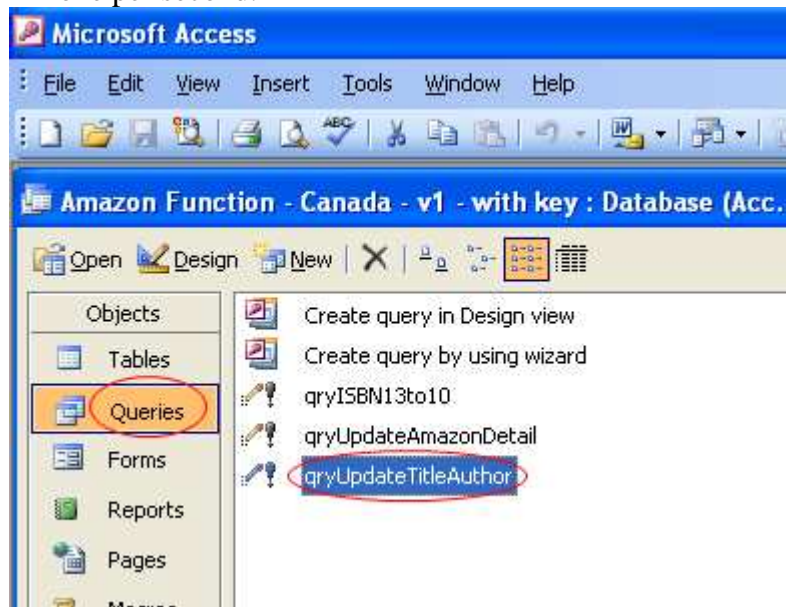 Microsoft Access
File Edit View Insert Tools Window Help
Amazon Function - Canada - v1 - with key : Database (Acc.
Open Design New
Objects
Create query in Design view
Tables
Create query by using wizard
Queries
qryISBN13to10
qryUpdateAmazonDetail
Forms
qryUpdateTitleAuthor
Reports
Pages